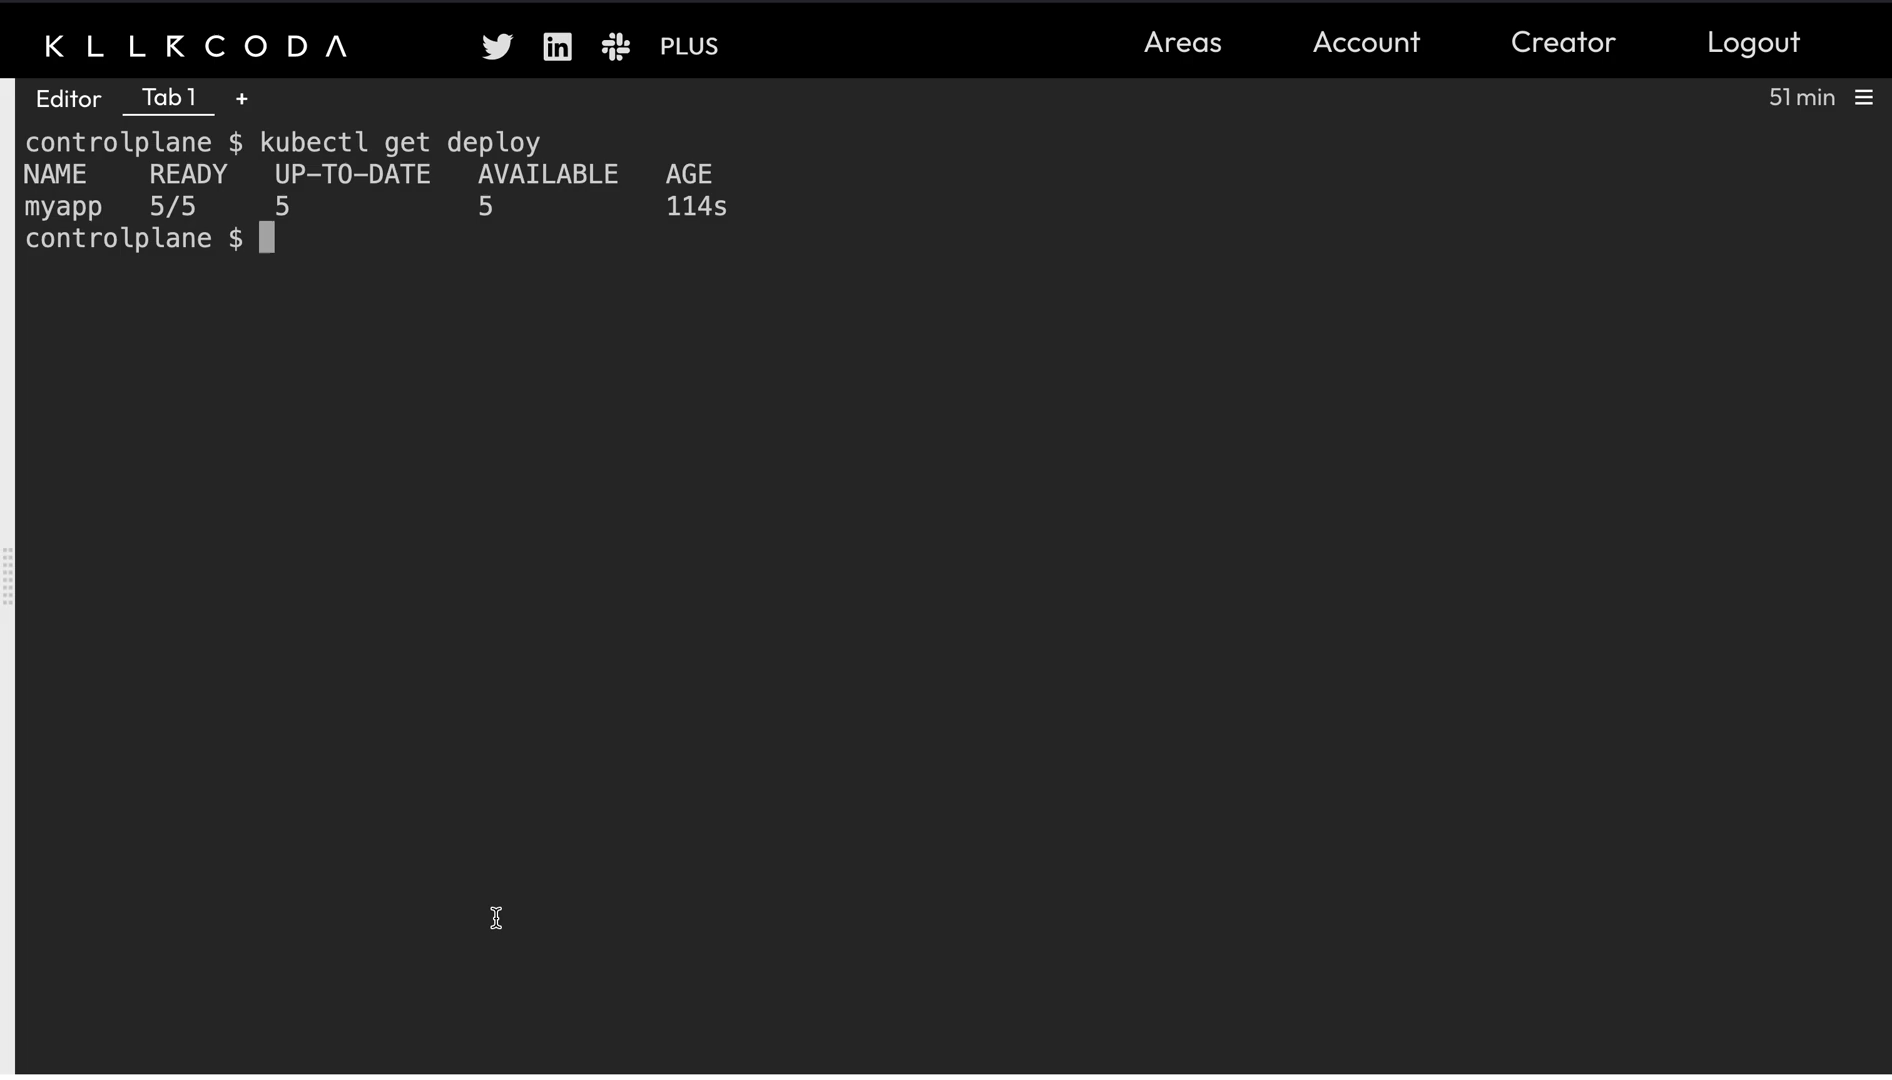 KLLRCODA PLUS Areas Account Creator Logout
Editor Tab 1 + 51 min
controlplane $ kubectl get deploy
NAME READY UP-TO-DATE AVAILABLE AGE
myapp 5/5 5 5 114s
controlplane $